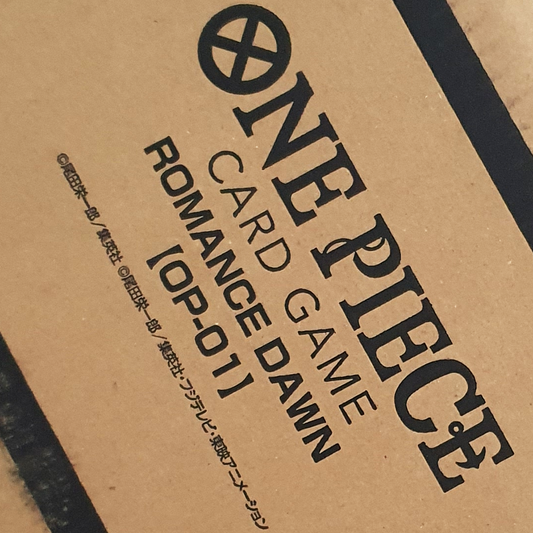 ONE PIECE
CARD GAME
ROMANCE DAWN
【OP-01】
©尾田栄一郎/集英社 ©尾田栄一郎/集英社・フジテレビ・東映アニメーション